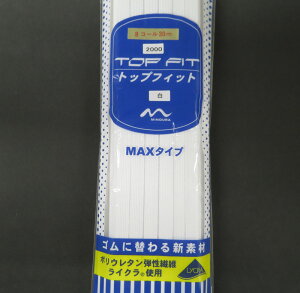 8コール30m
2000
TOP FIT
トップフィット
白
MINOURA
MAXタイプ
ゴムに替わる新素材
ポリウレタン弾性繊維
ライクラ®使用
LYCRA